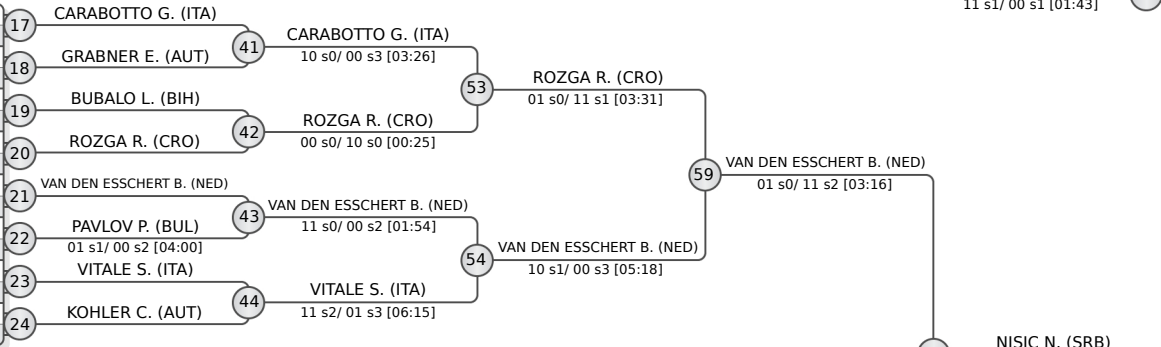 11 s1/ 00 s1 [01:43]
17
CARABOTTO G. (ITA)
18
GRABNER E. (AUT)
41
CARABOTTO G. (ITA)
10 s0/ 00 s3 [03:26]
19
BUBALO L. (BIH)
20
ROZGA R. (CRO)
42
ROZGA R. (CRO)
00 s0/ 10 s0 [00:25]
53
ROZGA R. (CRO)
01 s0/ 11 s1 [03:31]
21
VAN DEN ESSCHERT B. (NED)
22
PAVLOV P. (BUL)
01 s1/ 00 s2 [04:00]
43
VAN DEN ESSCHERT B. (NED)
11 s0/ 00 s2 [01:54]
23
VITALE S. (ITA)
24
KOHLER C. (AUT)
44
VITALE S. (ITA)
11 s2/ 01 s3 [06:15]
54
VAN DEN ESSCHERT B. (NED)
10 s1/ 00 s3 [05:18]
59
VAN DEN ESSCHERT B. (NED)
01 s0/ 11 s2 [03:16]
NISIC N. (SRB)